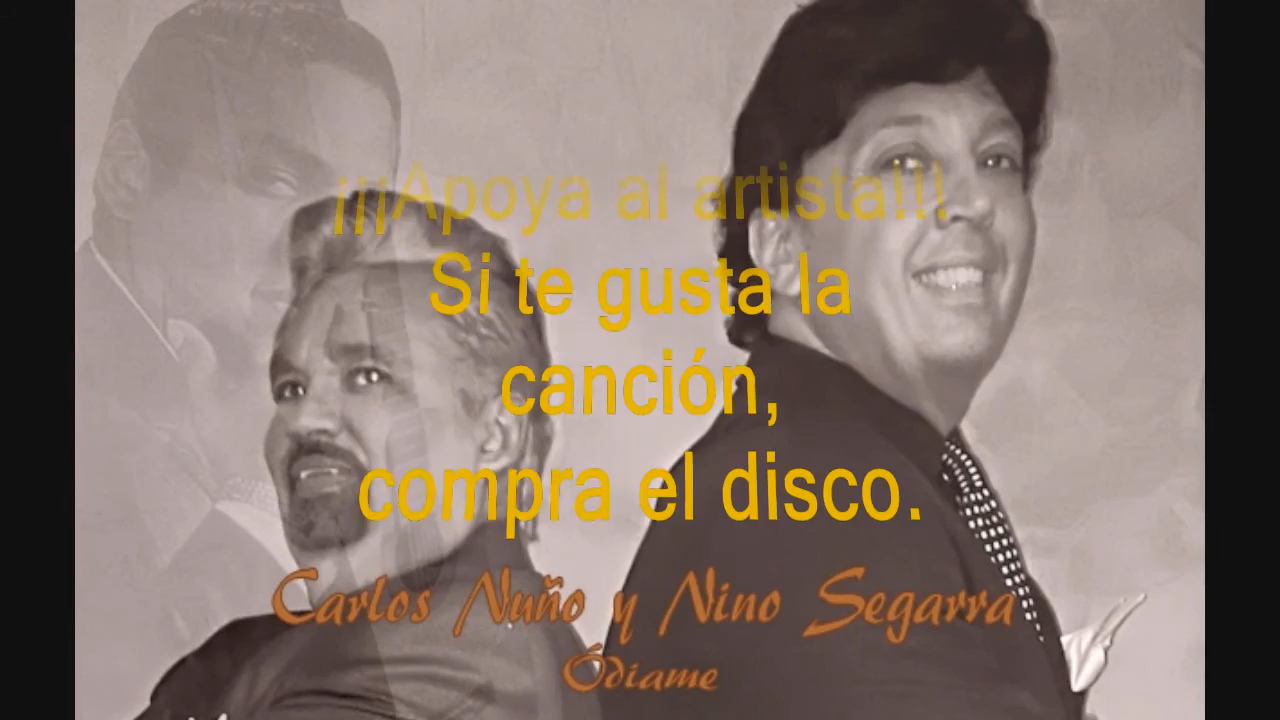 ¡¡¡Apoya al artista!!!
Si te gusta la
canción,
compra el disco.
Carlos Nuño y Nino Segarra
Ódiame